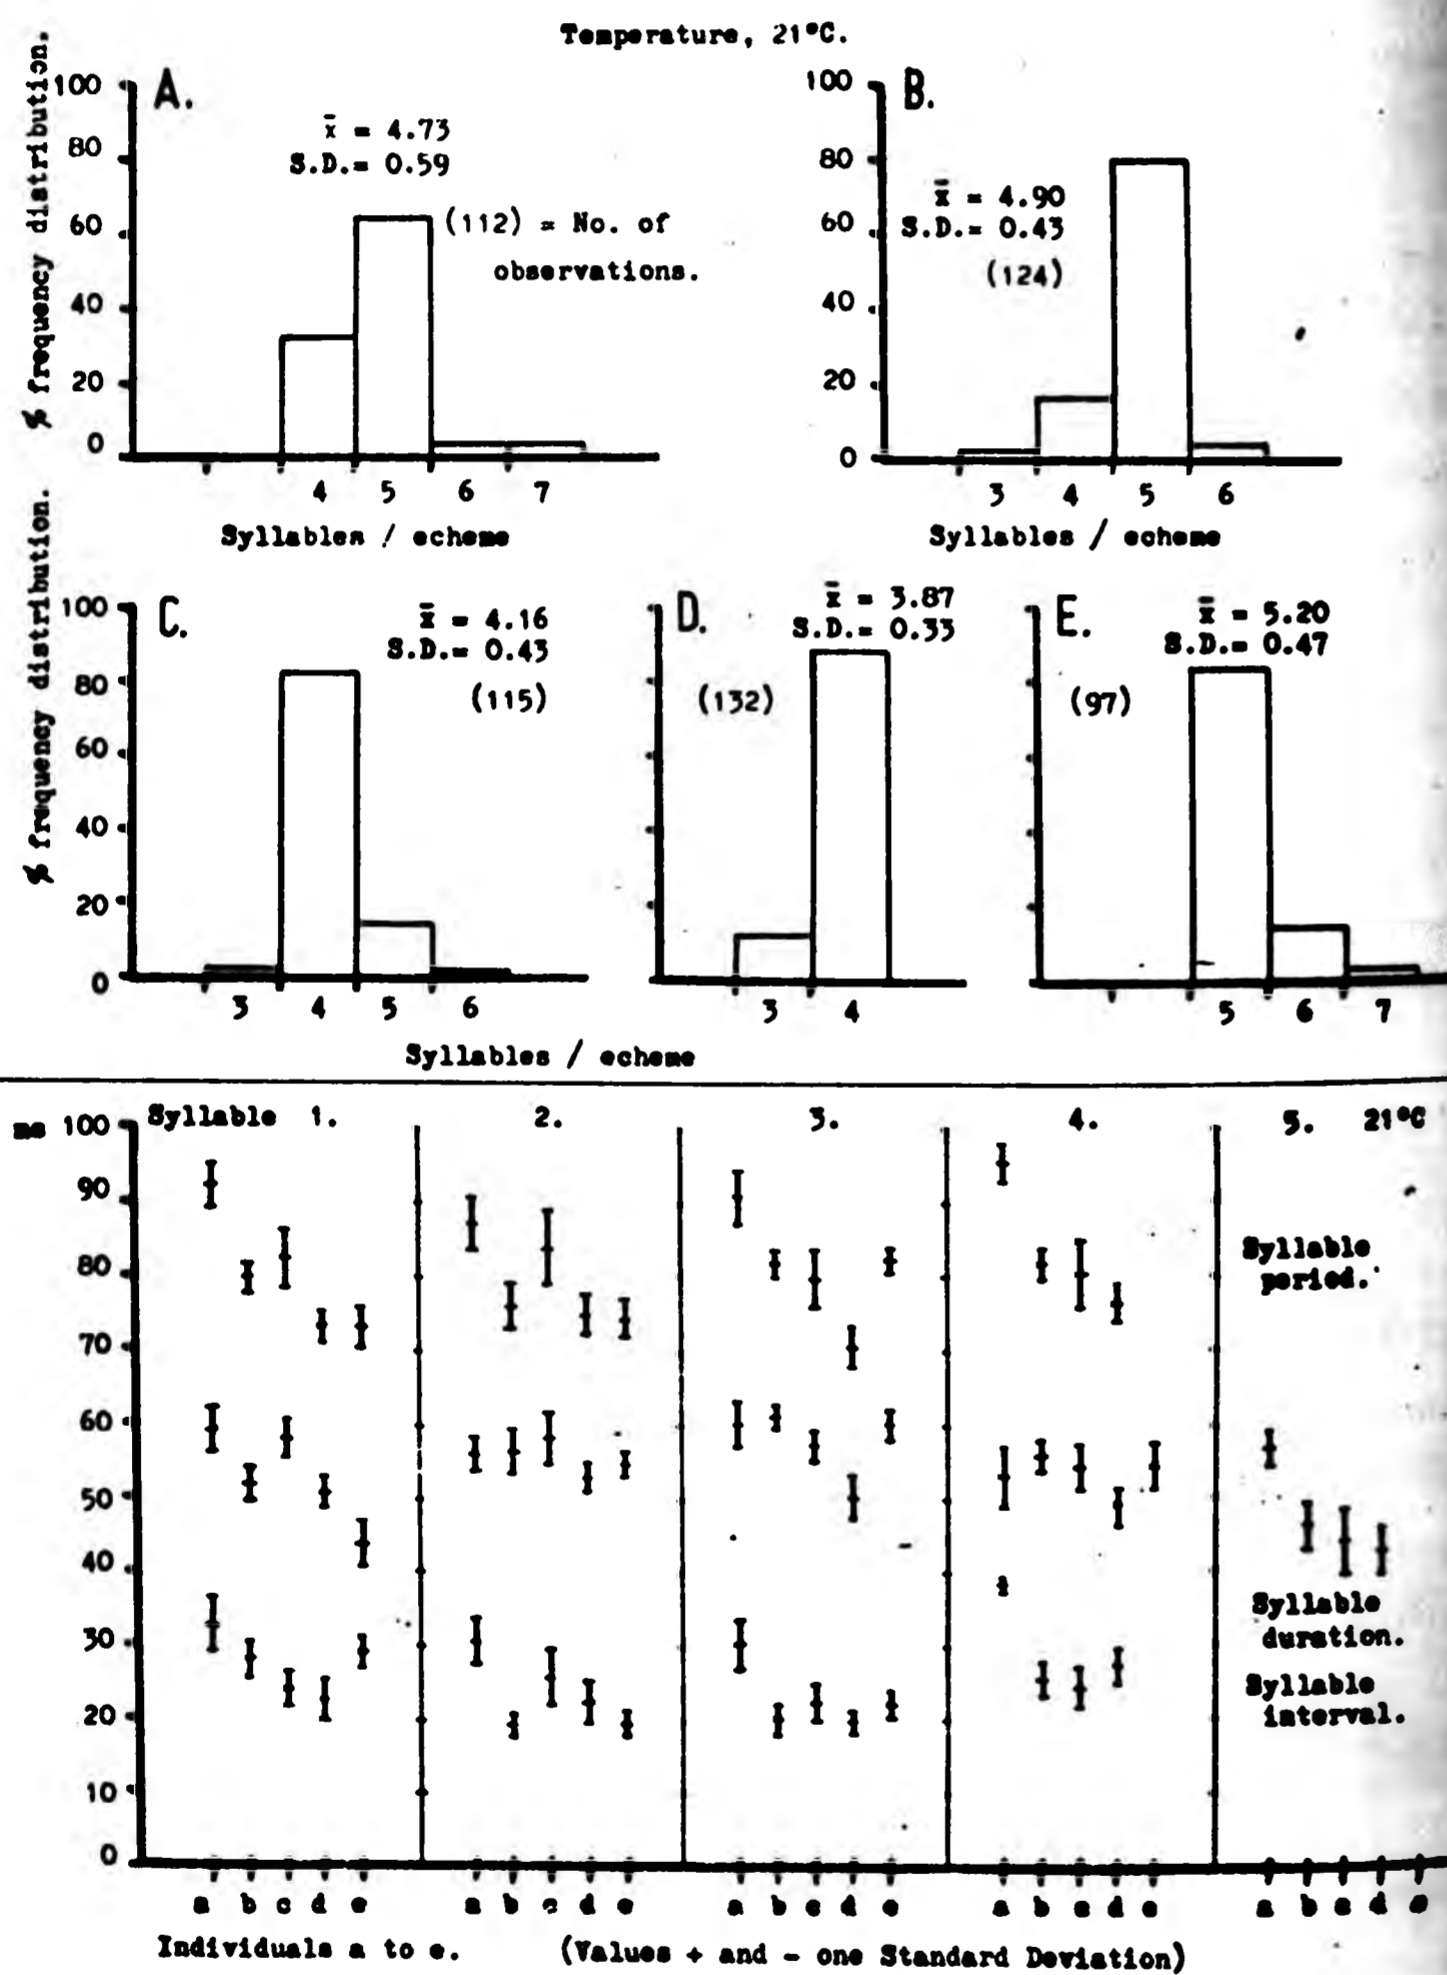 Temperature, 21°C.
% frequency distribution.
100
80
60
40
20
0
A.
x̄ = 4.73
S.D.= 0.59
(112) = No. of
observations.
4 5 6 7
Syllables / echeme
100
80
60
40
20
0
B.
x̄ = 4.90
S.D.= 0.43
(124)
3 4 5 6
Syllables / echeme
% frequency distribution.
100
80
60
40
20
0
C.
x̄ = 4.16
S.D.= 0.43
(115)
3 4 5 6
D.
x̄ = 3.87
S.D.= 0.33
(132)
3 4
E.
x̄ = 5.20
S.D.= 0.47
(97)
5 6 7
Syllables / echeme
ms 100
90
80
70
60
50
40
30
20
10
0
Syllable 1. 2. 3. 4. 5. 21°C
Syllable
period.
Syllable
duration.
Syllable
interval.
a b c d e a b c d e a b c d e a b c d e a b c d e
Individuals a to e. (Values + and - one Standard Deviation)